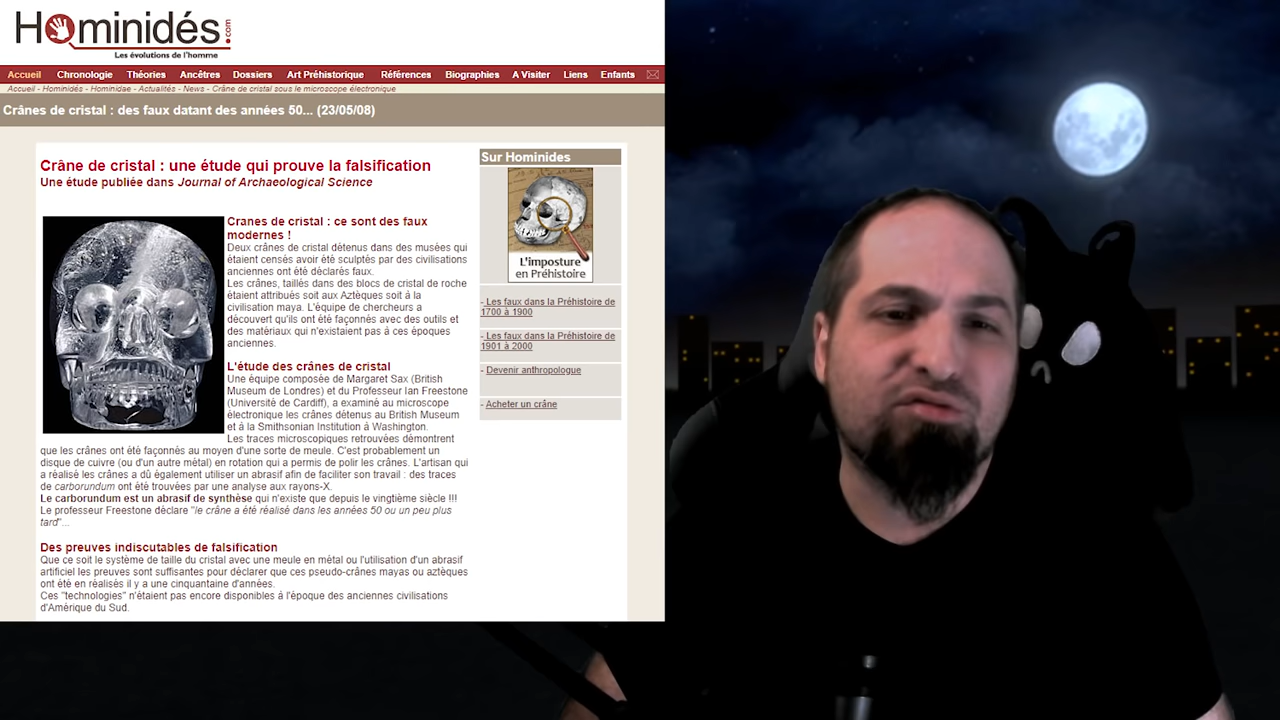 Hominidés.com
Les évolutions de l'homme
Accueil Chronologie Théories Ancêtres Dossiers Art Préhistorique Références Biographies A Visiter Liens Enfants
Accueil - Hominidés - Hominidae - Actualités - News - Crâne de cristal sous le microscope électronique
Crânes de cristal : des faux datant des années 50... (23/05/08)
Crâne de cristal : une étude qui prouve la falsification
Une étude publiée dans Journal of Archaeological Science
Cranes de cristal : ce sont des faux
modernes !
Deux crânes de cristal détenus dans des musées qui
étaient censés avoir été sculptés par des civilisations
anciennes ont été déclarés faux.
Les crânes, taillés dans des blocs de cristal de roche
étaient attribués soit aux Aztèques soit à la
civilisation maya. L'équipe de chercheurs a
découvert qu'ils ont été façonnés avec des outils et
des matériaux qui n'existaient pas à ces époques
anciennes.
L'étude des crânes de cristal
Une équipe composée de Margaret Sax (British
Museum de Londres) et du Professeur Ian Freestone
(Université de Cardiff), a examiné au microscope
électronique les crânes détenus au British Museum
et à la Smithsonian Institution à Washington.
Les traces microscopiques retrouvées démontrent
que les crânes ont été façonnés au moyen d'une sorte de meule. C'est probablement un
disque de cuivre (ou d'un autre métal) en rotation qui a permis de polir les crânes. L'artisan qui
a réalisé les crânes a dû également utiliser un abrasif afin de faciliter son travail : des traces
de carborundum ont été trouvées par une analyse aux rayons-X.
Le carborundum est un abrasif de synthèse qui n'existe que depuis le vingtième siècle !!!
Le professeur Freestone déclare "le crâne a été réalisé dans les années 50 ou un peu plus
tard"...
Des preuves indiscutables de falsification
Que ce soit le système de taille du cristal avec une meule en métal ou l'utilisation d'un abrasif
artificiel les preuves sont suffisantes pour déclarer que ces pseudo-crânes mayas ou aztèques
ont été en réalisés il y a une cinquantaine d'années.
Ces "technologies" n'étaient pas encore disponibles à l'époque des anciennes civilisations
d'Amérique du Sud.
Sur Hominides
L'imposture
en Préhistoire
- Les faux dans la Préhistoire de
1700 à 1900
- Les faux dans la Préhistoire de
1901 à 2000
- Devenir anthropologue
- Acheter un crâne